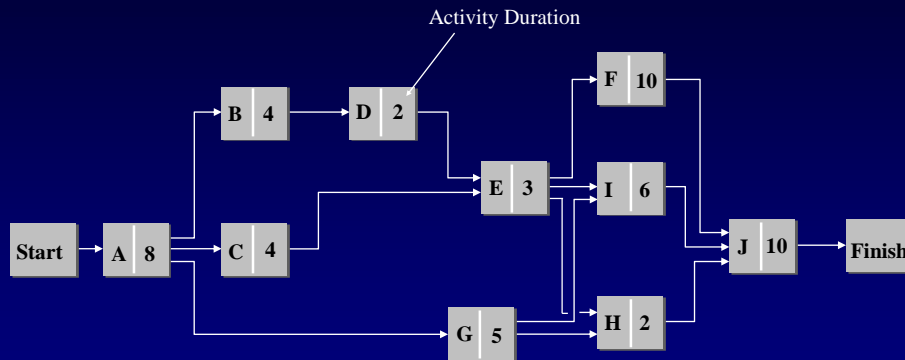 Activity Duration
F 10
B 4
D 2
E 3
I 6
Start
A 8
C 4
J 10
Finish
H 2
G 5